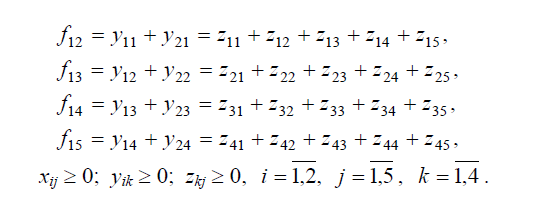 f₁₂ = y₁₁ + y₂₁ = z₁₁ + z₁₂ + z₁₃ + z₁₄ + z₁₅,
f₁₃ = y₁₂ + y₂₂ = z₂₁ + z₂₂ + z₂₃ + z₂₄ + z₂₅,
f₁₄ = y₁₃ + y₂₃ = z₃₁ + z₃₂ + z₃₃ + z₃₄ + z₃₅,
f₁₅ = y₁₄ + y₂₄ = z₄₁ + z₄₂ + z₄₃ + z₄₄ + z₄₅,
xᵢⱼ ≥ 0; yᵢₖ ≥ 0; zₖⱼ ≥ 0, i = 1̅,̅2̅, j = 1̅,̅5̅, k = 1̅,̅4̅.